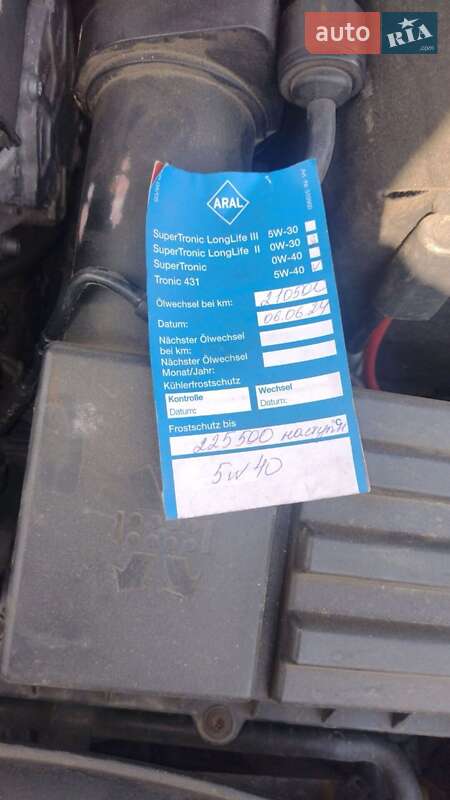 auto RIA.com
ARAL
SuperTronic LongLife III 5W-30
SuperTronic LongLife II 0W-30
SuperTronic 0W-40
Tronic 431 5W-40
Ölwechsel bei km: 210500
Datum: 06.06.24
Nächster Ölwechsel
bei km:
Nächster Ölwechsel
Monat/Jahr:
Kühlerfrostschutz
Kontrolle Wechsel
Datum: Datum:
Frostschutz bis
225500 наступн
5w40